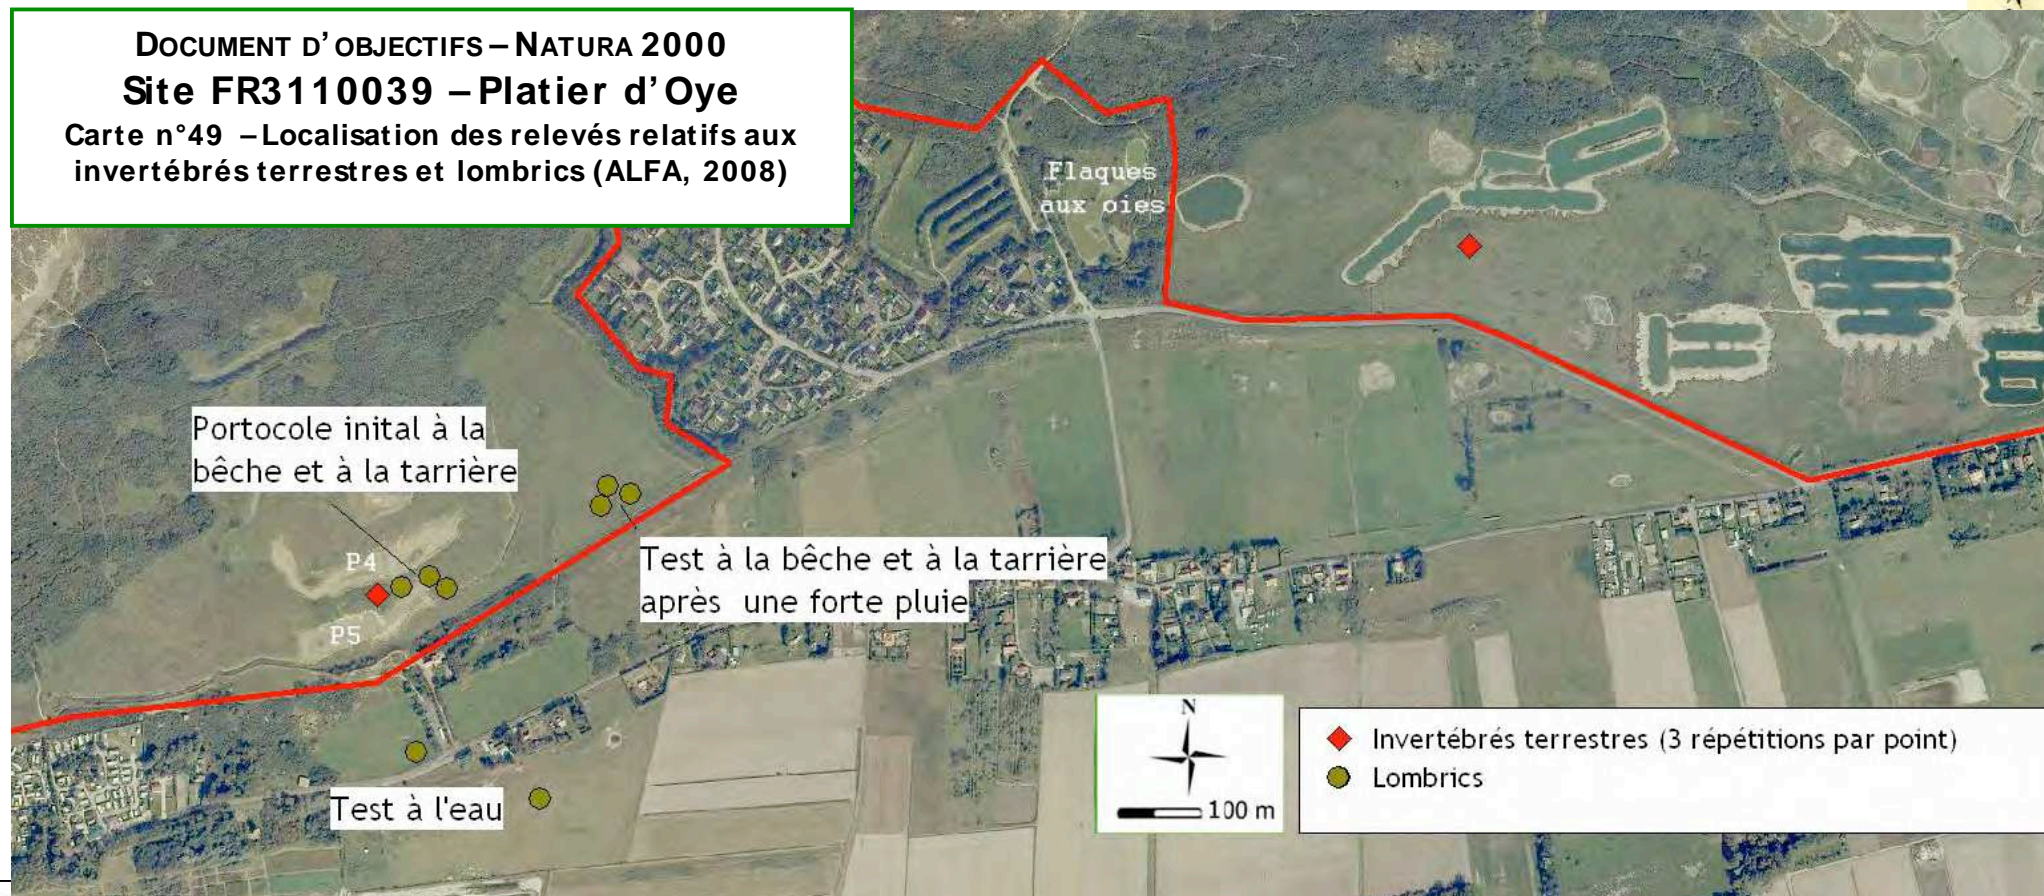 DOCUMENT D'OBJECTIFS – NATURA 2000
Site FR3110039 – Platier d'Oye
Carte n°49 – Localisation des relevés relatifs aux
invertébrés terrestres et lombrics (ALFA, 2008)
Flaques
aux oies
Portocole inital à la
bêche et à la tarrière
P4
P5
Test à la bêche et à la tarrière
après une forte pluie
Test à l'eau
N
100 m
Invertébrés terrestres (3 répétitions par point)
Lombrics